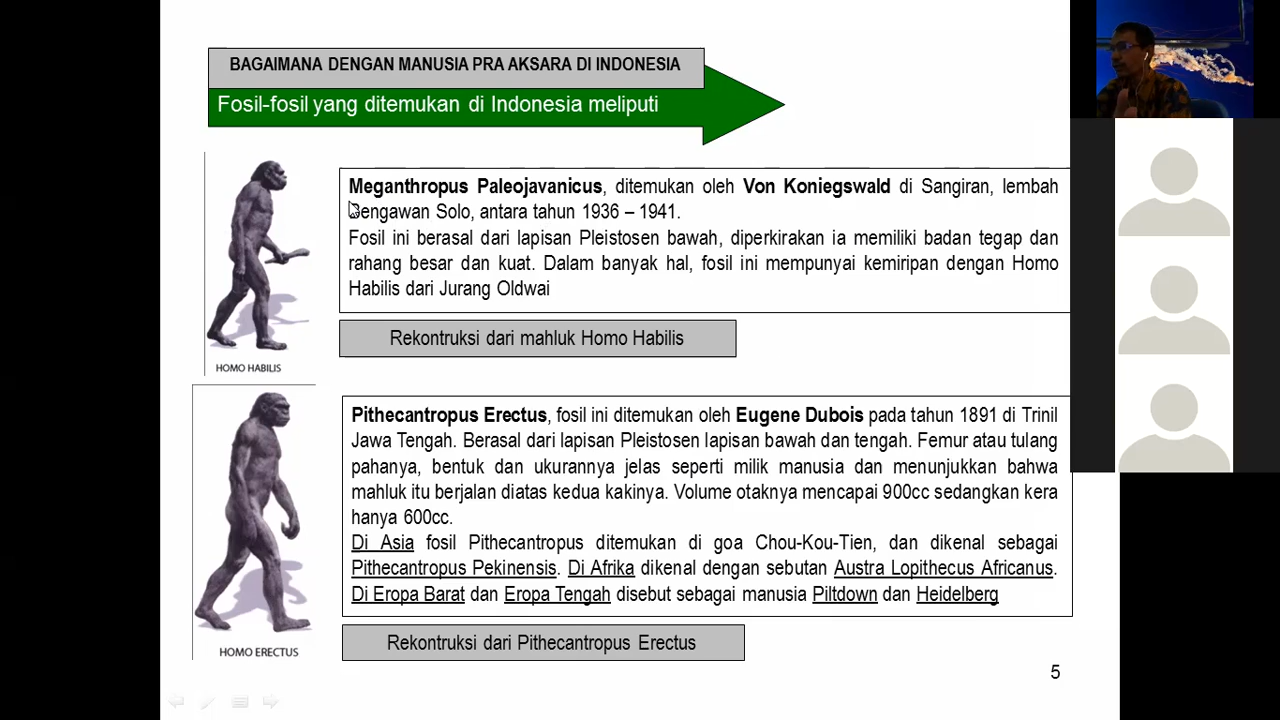 BAGAIMANA DENGAN MANUSIA PRA AKSARA DI INDONESIA
Fosil-fosil yang ditemukan di Indonesia meliputi
Meganthropus Paleojavanicus, ditemukan oleh Von Koniegswald di Sangiran, lembah
Bengawan Solo, antara tahun 1936 – 1941.
Fosil ini berasal dari lapisan Pleistosen bawah, diperkirakan ia memiliki badan tegap dan
rahang besar dan kuat. Dalam banyak hal, fosil ini mempunyai kemiripan dengan Homo
Habilis dari Jurang Oldwai
Rekontruksi dari mahluk Homo Habilis
HOMO HABILIS
Pithecantropus Erectus, fosil ini ditemukan oleh Eugene Dubois pada tahun 1891 di Trinil
Jawa Tengah. Berasal dari lapisan Pleistosen lapisan bawah dan tengah. Femur atau tulang
pahanya, bentuk dan ukurannya jelas seperti milik manusia dan menunjukkan bahwa
mahluk itu berjalan diatas kedua kakinya. Volume otaknya mencapai 900cc sedangkan kera
hanya 600cc.
Di Asia fosil Pithecantropus ditemukan di goa Chou-Kou-Tien, dan dikenal sebagai
Pithecantropus Pekinensis. Di Afrika dikenal dengan sebutan Austra Lopithecus Africanus.
Di Eropa Barat dan Eropa Tengah disebut sebagai manusia Piltdown dan Heidelberg
Rekontruksi dari Pithecantropus Erectus
HOMO ERECTUS
5